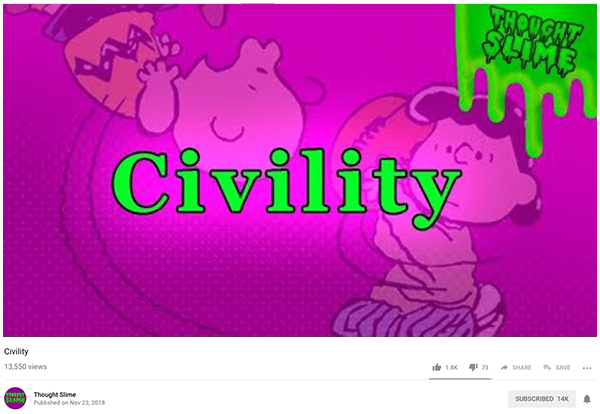 THOUGHT
SLIME
Civility
Civility
13,550 views
1.8K
73
SHARE
SAVE
THOUGHT
SLIME
Thought Slime
Published on Nov 23, 2018
SUBSCRIBED 14K